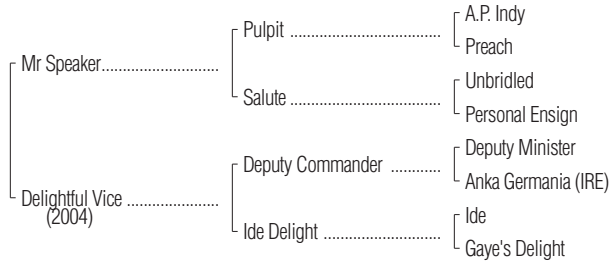 A.P. Indy
Pulpit ........................................
Preach
Mr Speaker...............................
Unbridled
Salute ........................................
Personal Ensign
Deputy Minister
Deputy Commander .............
Anka Germania (IRE)
Delightful Vice ........................
(2004)
Ide
Ide Delight ...............................
Gaye's Delight